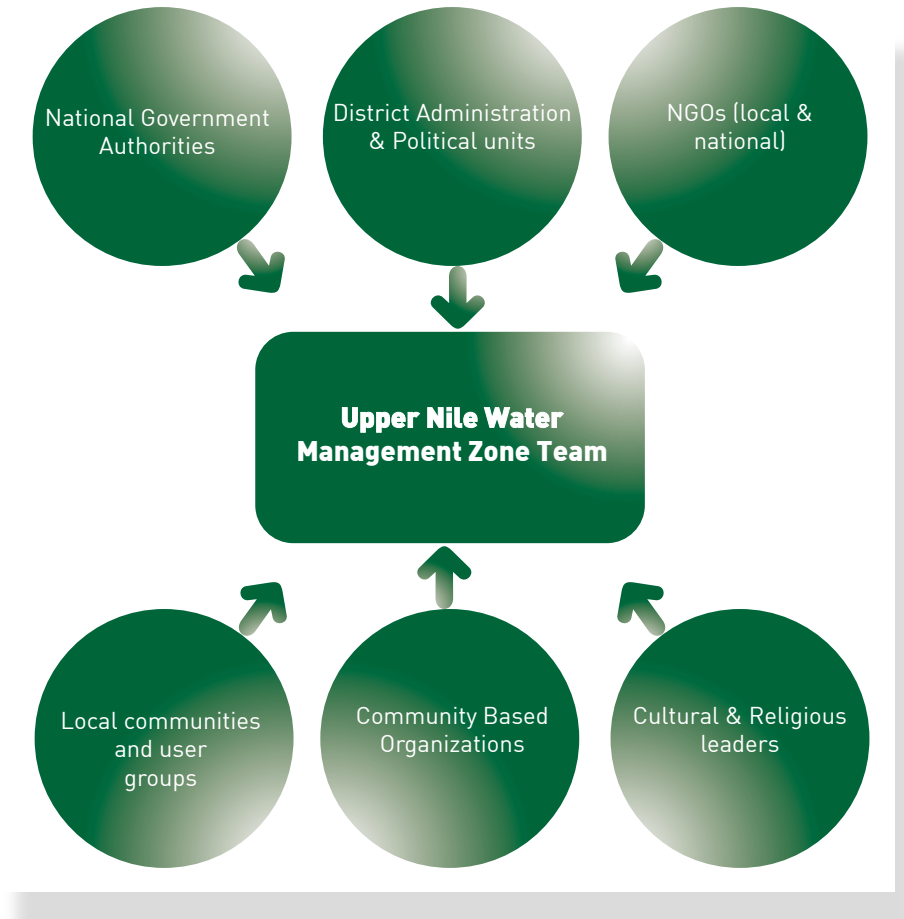 National Government
Authorities
District Administration
& Political units
NGOs (local &
national)
Upper Nile Water
Management Zone Team
Local communities
and user
groups
Community Based
Organizations
Cultural & Religious
leaders